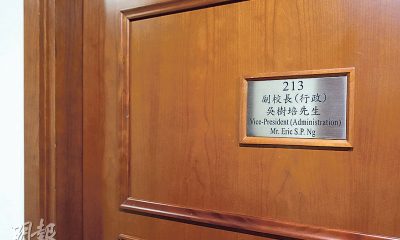 213
副校長(行政)
吳樹培先生
Vice-President (Administration)
Mr. Eric S.P. Ng
明報